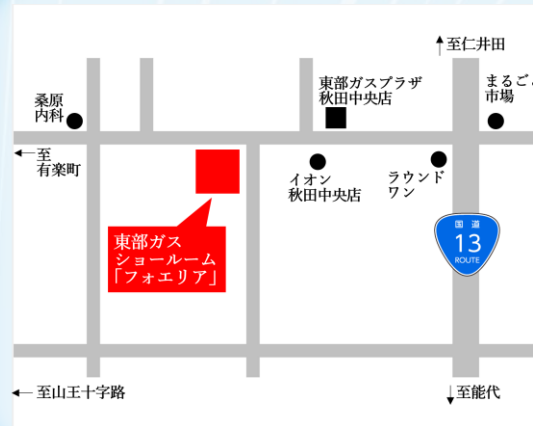 至仁井田
東部ガスプラザ
秋田中央店
まるご
市場
桑原
内科
至
有楽町
イオン
秋田中央店
ラウンド
ワン
東部ガス
ショールーム
「フォエリア」
国道
13
ROUTE
至山王十字路
至能代